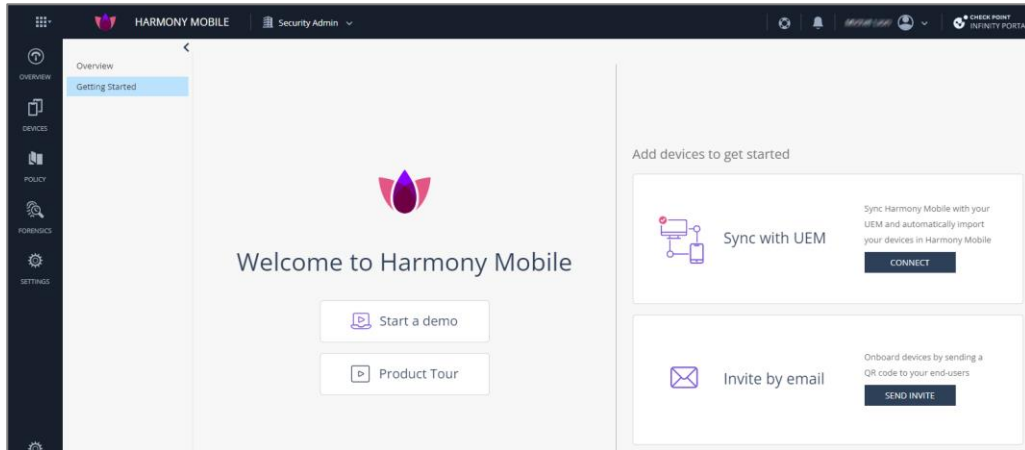 HARMONY MOBILE
Security Admin
CHECK POINT
INFINITY PORTA
OVERVIEW
DEVICES
POLICY
FORENSICS
SETTINGS
Overview
Getting Started
Welcome to Harmony Mobile
Start a demo
Product Tour
Add devices to get started
Sync with UEM
Sync Harmony Mobile with your
UEM and automatically import
your devices in Harmony Mobile
CONNECT
Invite by email
Onboard devices by sending a
QR code to your end-users
SEND INVITE